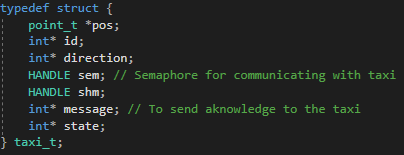 typedef struct {
point_t *pos;
int* id;
int* direction;
HANDLE sem; // Semaphore for communicating with taxi
HANDLE shm;
int* message; // To send aknowledge to the taxi
int* state;
} taxi_t;